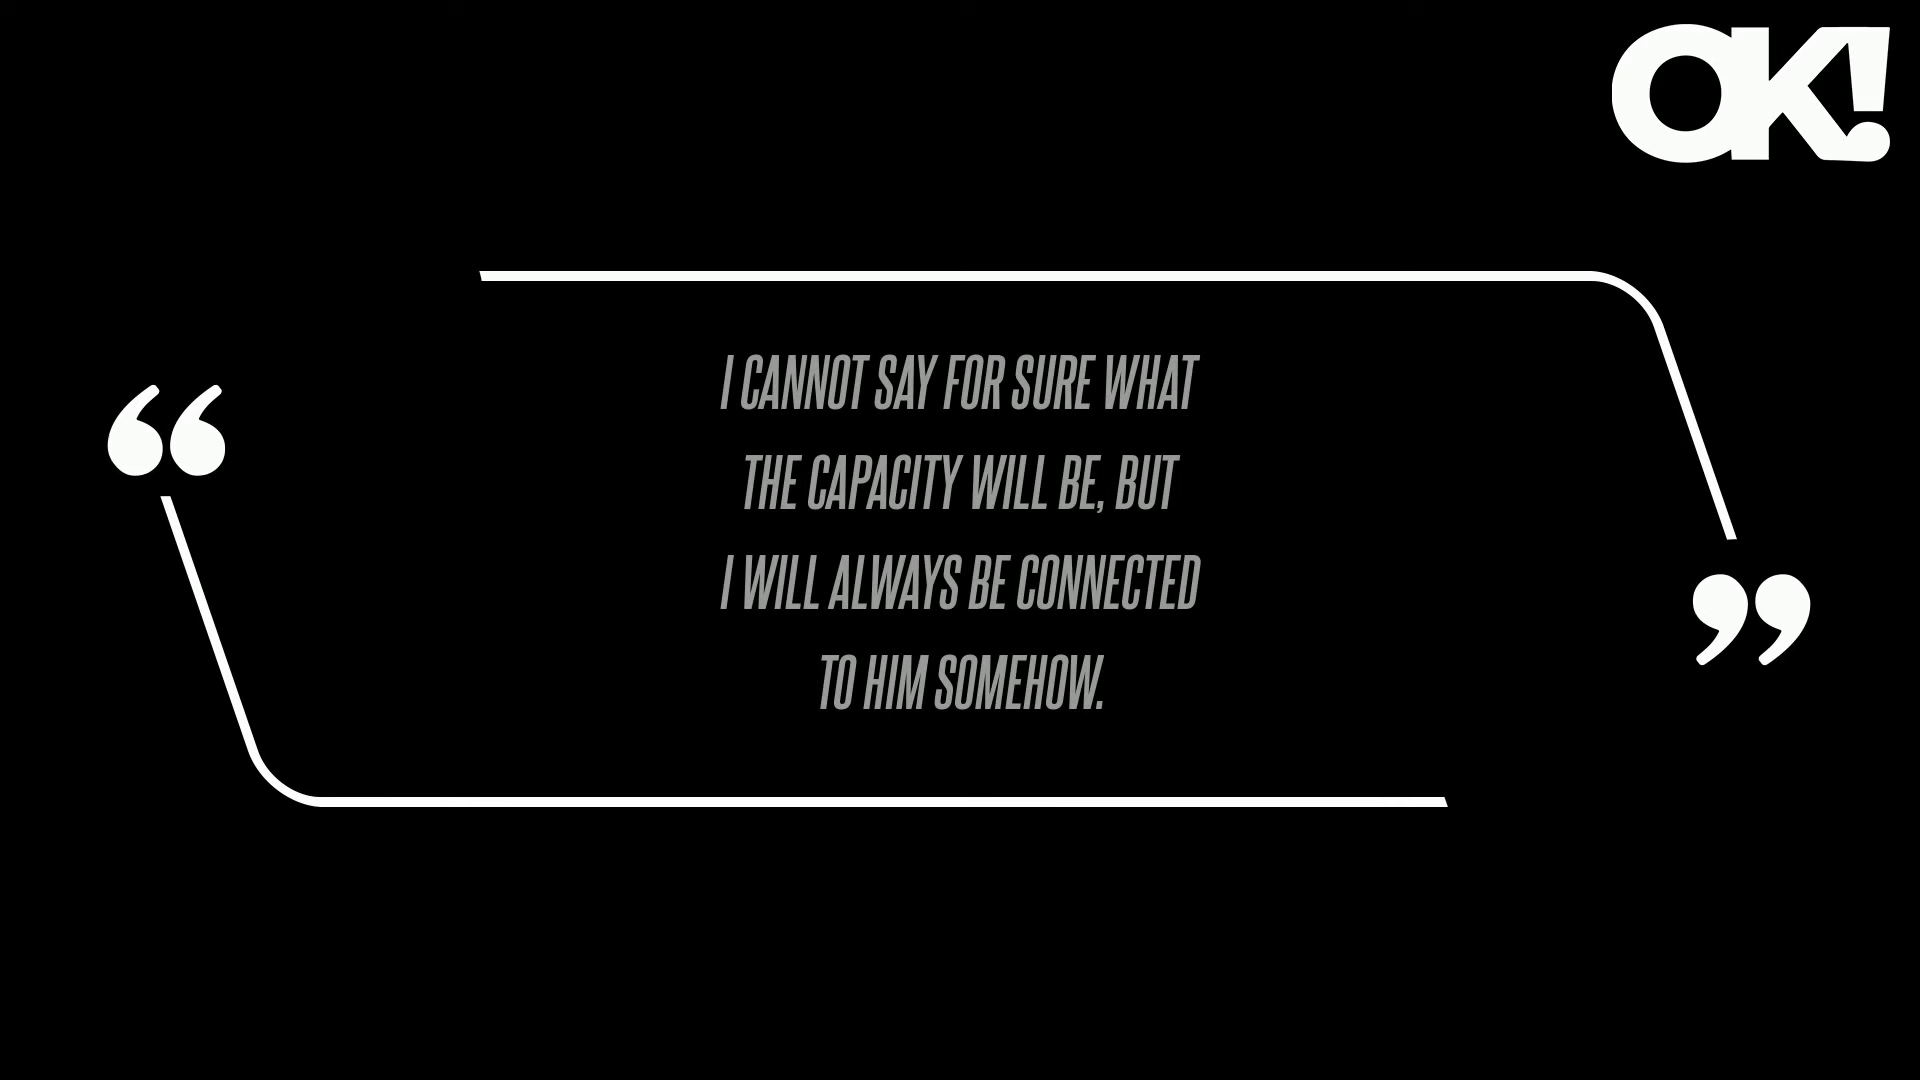 OK!
“
I CANNOT SAY FOR SURE WHAT
THE CAPACITY WILL BE, BUT
I WILL ALWAYS BE CONNECTED
TO HIM SOMEHOW.
”